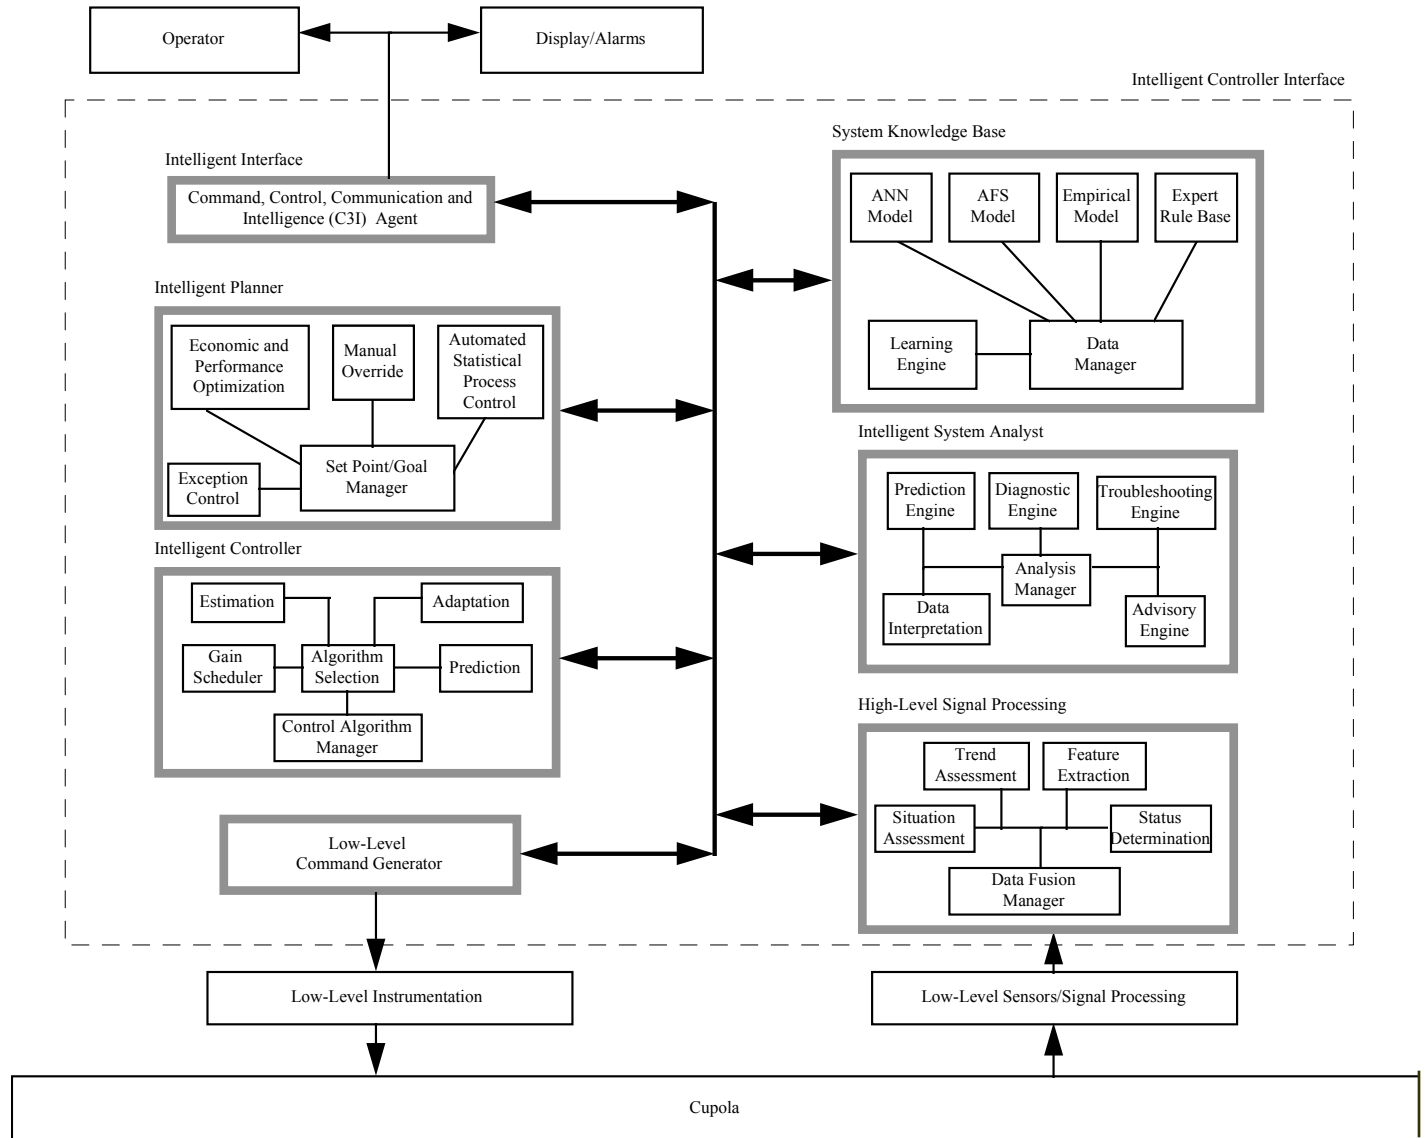 Operator
Display/Alarms
Intelligent Controller Interface
Intelligent Interface
Command, Control, Communication and
Intelligence (C3I) Agent
System Knowledge Base
ANN
Model
AFS
Model
Empirical
Model
Expert
Rule Base
Learning
Engine
Data
Manager
Intelligent Planner
Economic and
Performance
Optimization
Manual
Override
Automated
Statistical
Process
Control
Exception
Control
Set Point/Goal
Manager
Intelligent System Analyst
Prediction
Engine
Diagnostic
Engine
Troubleshooting
Engine
Analysis
Manager
Data
Interpretation
Advisory
Engine
Intelligent Controller
Estimation
Adaptation
Gain
Scheduler
Algorithm
Selection
Prediction
Control Algorithm
Manager
High-Level Signal Processing
Trend
Assessment
Feature
Extraction
Situation
Assessment
Status
Determination
Data Fusion
Manager
Low-Level
Command Generator
Low-Level Instrumentation
Low-Level Sensors/Signal Processing
Cupola